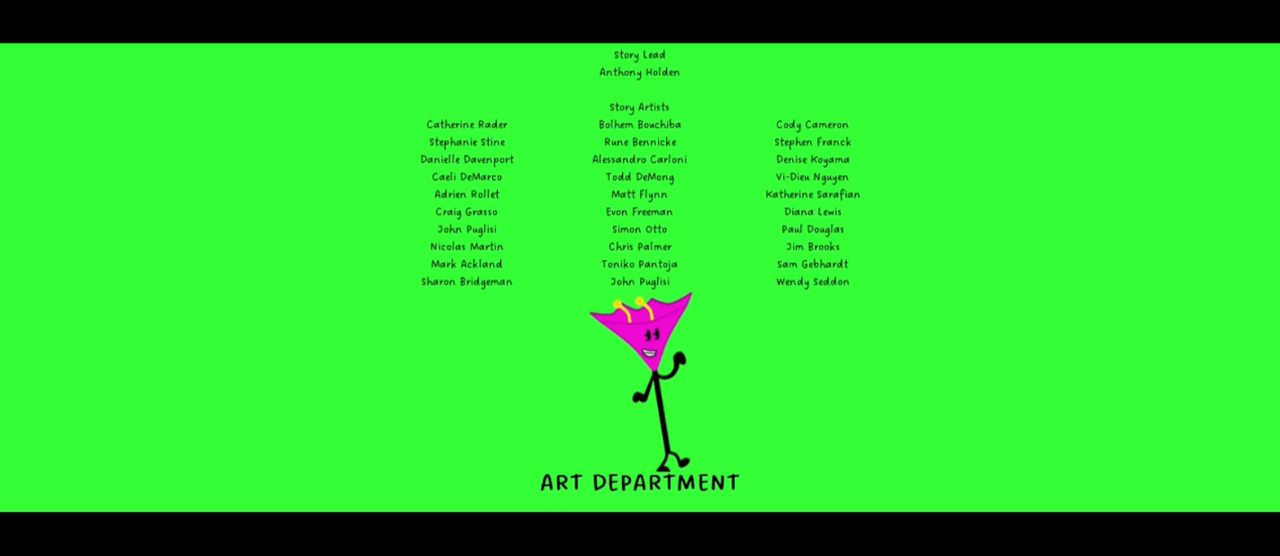 Story Lead
Anthony Holden
Story Artists
Catherine Rader Bolhem Bouchiba Cody Cameron
Stephanie Stine Rune Bennicke Stephen Franck
Danielle Davenport Alessandro Carloni Denise Koyama
Caeli DeMarco Todd DeMong Vi-Dieu Nguyen
Adrien Rollet Matt Flynn Katherine Sarafian
Craig Grasso Evon Freeman Diana Lewis
John Puglisi Simon Otto Paul Douglas
Nicolas Martin Chris Palmer Jim Brooks
Mark Ackland Toniko Pantoja Sam Gebhardt
Sharon Bridgeman John Puglisi Wendy Seddon
ART DEPARTMENT